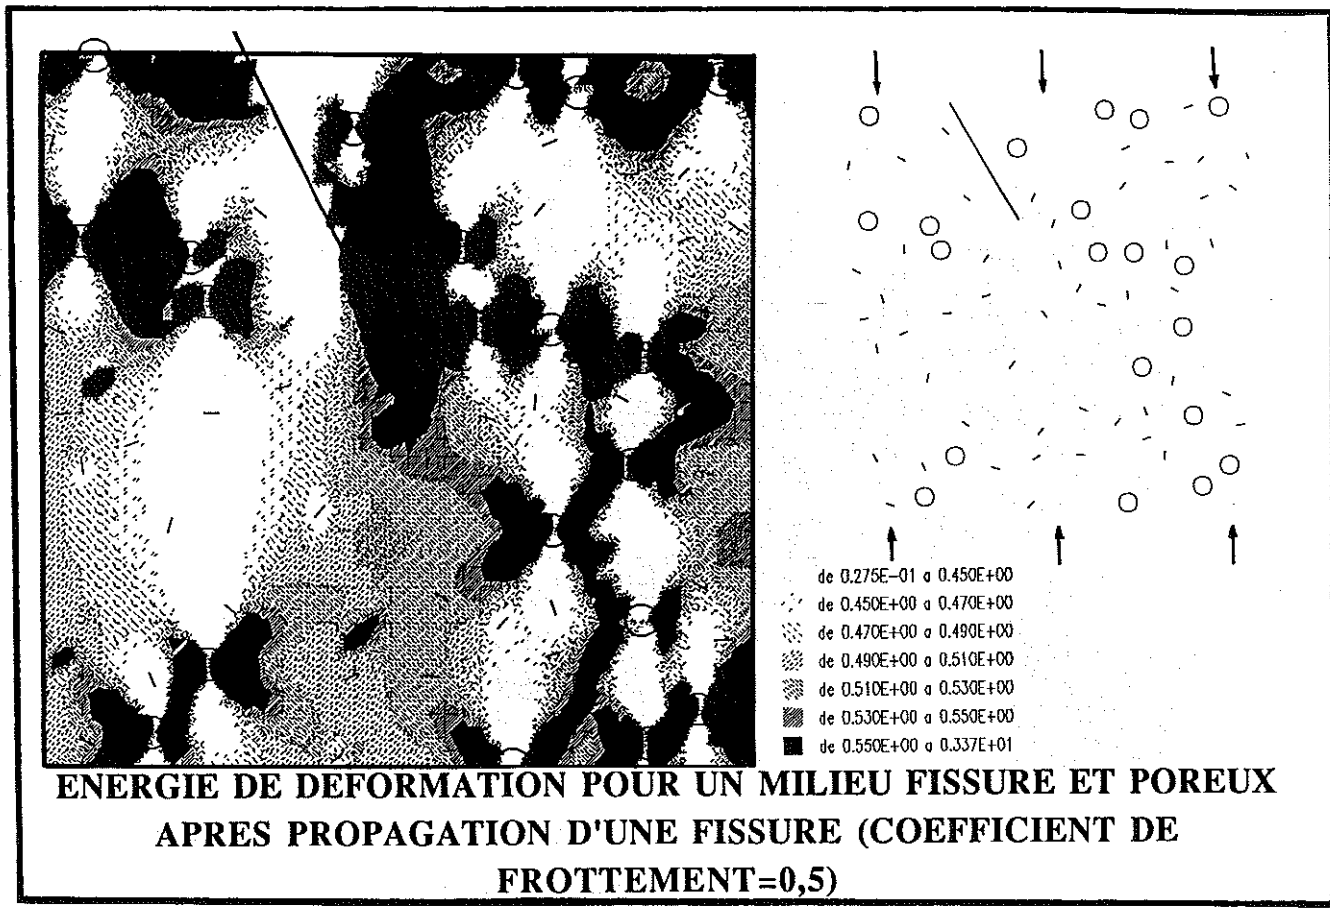 de 0.275E-01 a 0.450E+00
de 0.450E+00 a 0.470E+00
de 0.470E+00 a 0.490E+00
de 0.490E+00 a 0.510E+00
de 0.510E+00 a 0.530E+00
de 0.530E+00 a 0.550E+00
de 0.550E+00 a 0.337E+01
ENERGIE DE DEFORMATION POUR UN MILIEU FISSURE ET POREUX
APRES PROPAGATION D'UNE FISSURE (COEFFICIENT DE
FROTTEMENT=0,5)